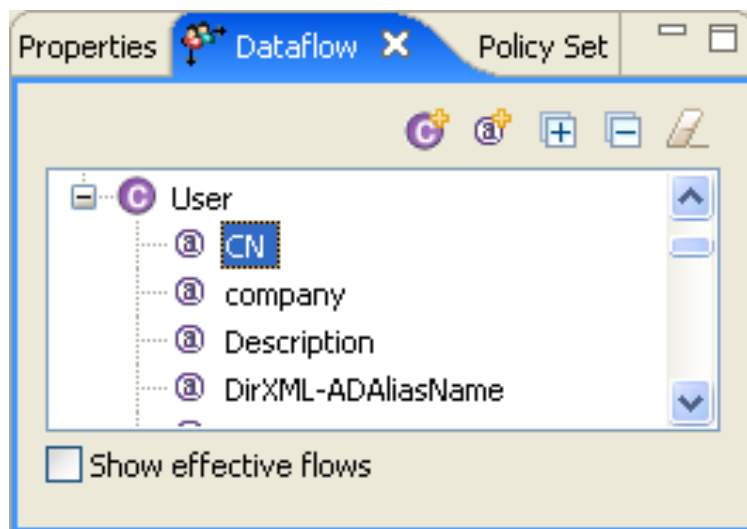 Properties Dataflow Policy Set
User
CN
company
Description
DirXML-ADAliasName
Show effective flows